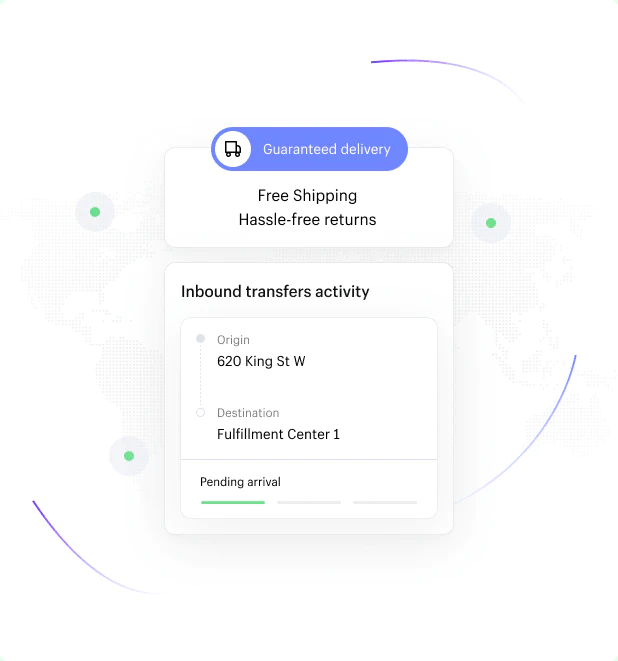 Guaranteed delivery
Free Shipping
Hassle-free returns
Inbound transfers activity
Origin
620 King St W
Destination
Fulfillment Center 1
Pending arrival